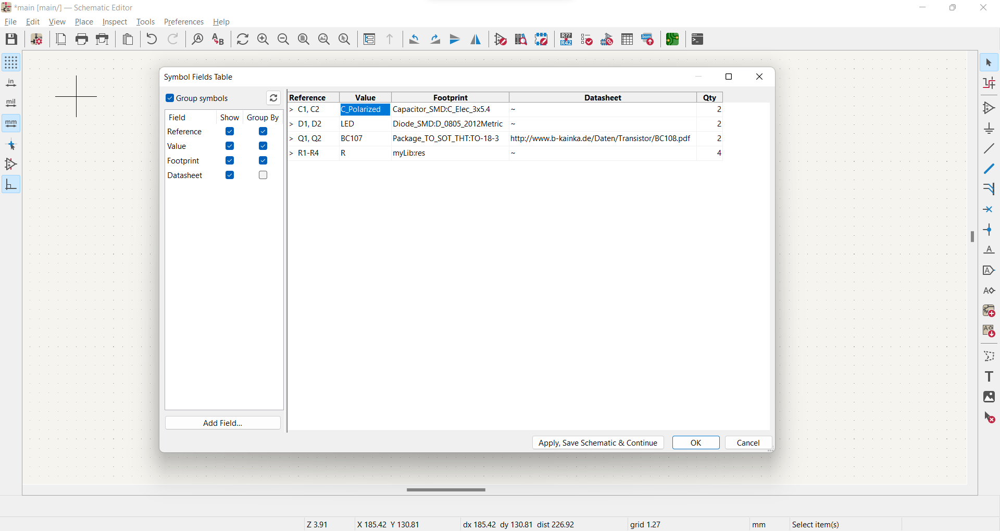 *main [main/] — Schematic Editor
File Edit View Place Inspect Tools Preferences Help
A A B R?? R42 bom
in
mil
mm
Symbol Fields Table
Group symbols
Field Show Group By
Reference
Value
Footprint
Datasheet
Add Field...
Reference Value Footprint Datasheet Qty
> C1, C2 C_Polarized Capacitor_SMD:C_Elec_3x5.4 ~ 2
> D1, D2 LED Diode_SMD:D_0805_2012Metric ~ 2
> Q1, Q2 BC107 Package_TO_SOT_THT:TO-18-3 http://www.b-kainka.de/Daten/Transistor/BC108.pdf 2
> R1-R4 R myLib:res ~ 4
Apply, Save Schematic & Continue OK Cancel
A
A
A
A
T
Z 3.91 X 185.42 Y 130.81 dx 185.42 dy 130.81 dist 226.92 grid 1.27 mm Select item(s)